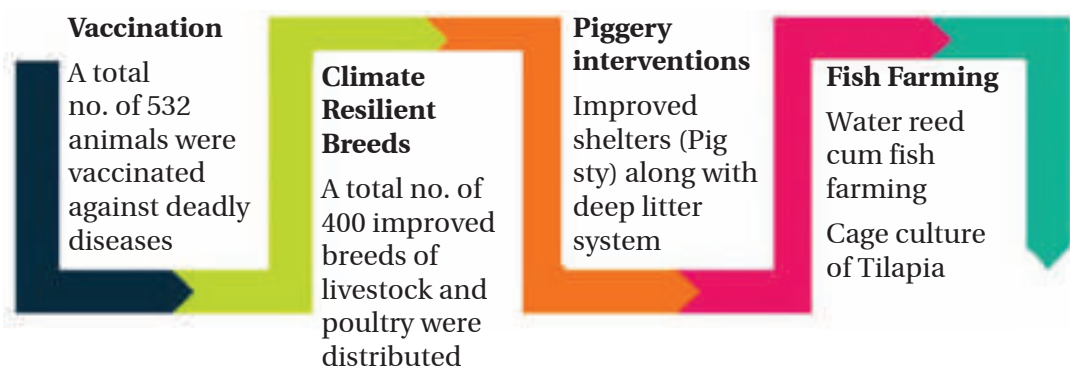 Vaccination
A total
no. of 532
animals were
vaccinated
against deadly
diseases
Climate
Resilient
Breeds
A total no. of
400 improved
breeds of
livestock and
poultry were
distributed
Piggery
interventions
Improved
shelters (Pig
sty) along with
deep litter
system
Fish Farming
Water reed
cum fish
farming
Cage culture
of Tilapia